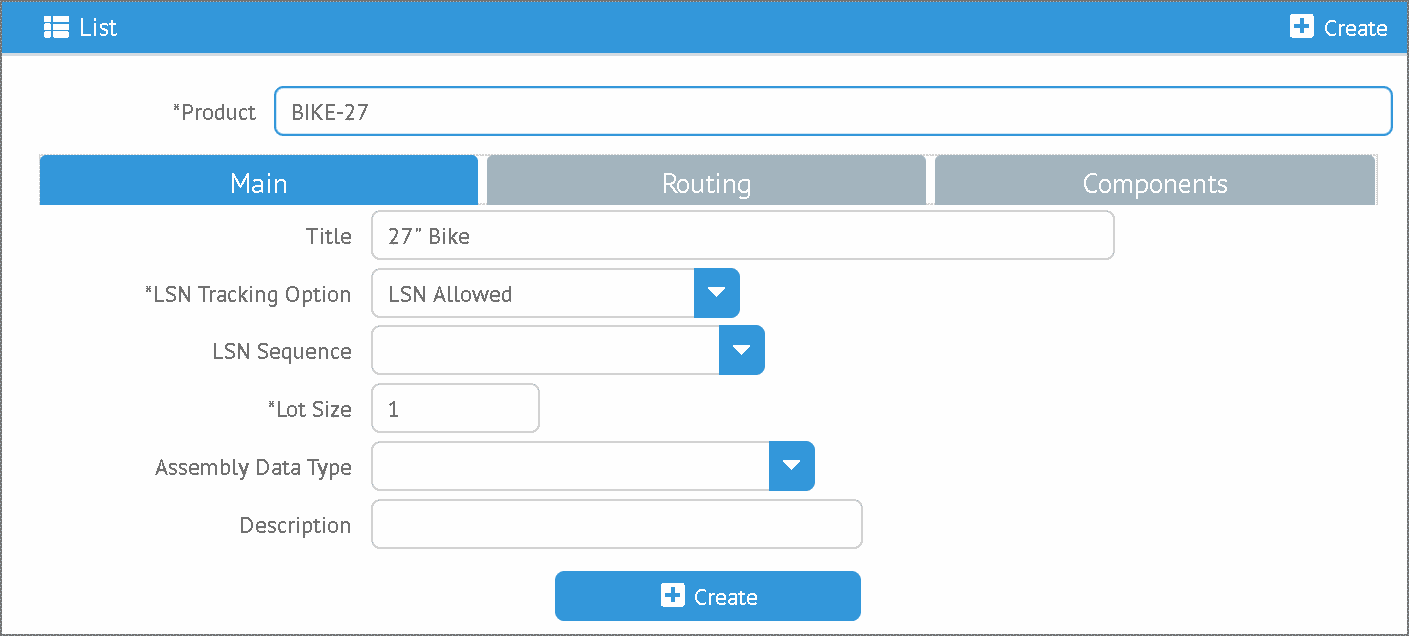 List Create
*Product BIKE-27
Main Routing Components
Title 27" Bike
*LSN Tracking Option LSN Allowed
LSN Sequence
*Lot Size 1
Assembly Data Type
Description
Create